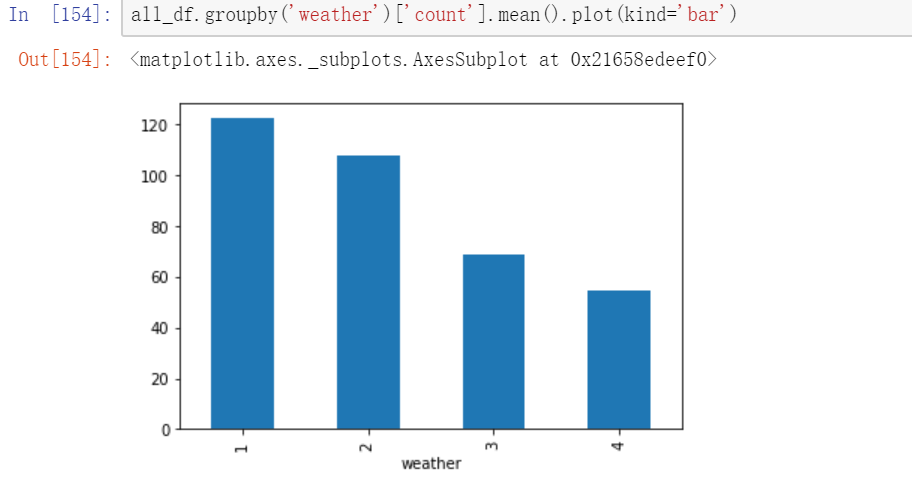 In [154]: all_df.groupby('weather')['count'].mean().plot(kind='bar')
Out[154]: <matplotlib.axes._subplots.AxesSubplot at 0x21658edeef0>
120
100
80
60
40
20
0
1 2 3 4
weather